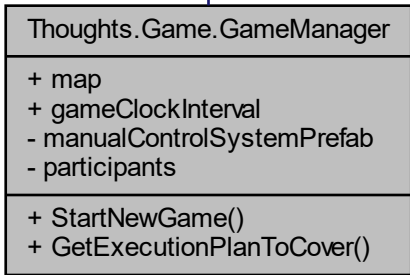 Thoughts.Game.GameManager
+ map
+ gameClockInterval
- manualControlSystemPrefab
- participants
+ StartNewGame()
+ GetExecutionPlanToCover()